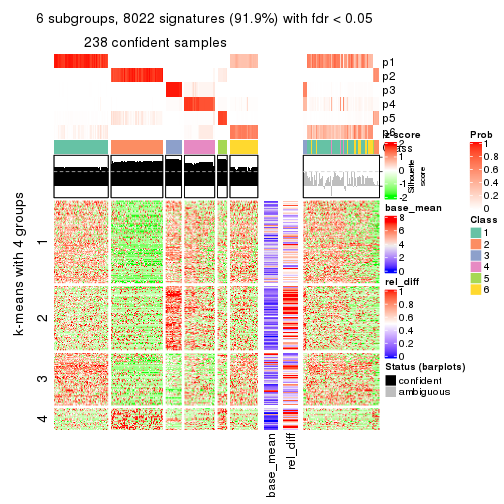 6 subgroups, 8022 signatures (91.9%) with fdr < 0.05
238 confident samples
p1
p2
p3
p4
p5
p6
Class
z score
2
-2
Silhouette
score
k-means with 4 groups
1
2
3
4
base_mean
rel_diff
base_mean
8
6
4
2
0
rel_diff
1
0.8
0.6
0.4
0.2
0
Prob
1
0.8
0.6
0.4
0.2
0
Class
1
2
3
4
5
6
Status (barplots)
confident
ambiguous